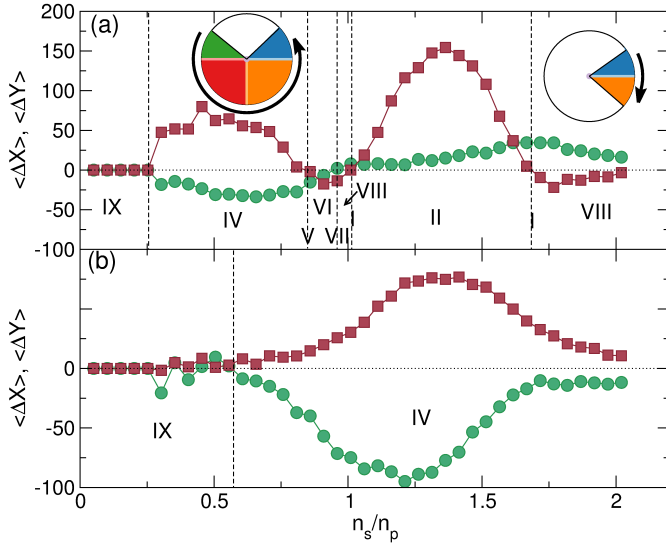 (a)
200
150
100
50
0
-50
-100
<ΔX>, <ΔY>
IX
IV
V
VI
VII
VIII
I
II
I
VIII
(b)
0
-50
-100
<ΔX>, <ΔY>
IX
IV
0
0.5
1
1.5
2
n_s/n_p